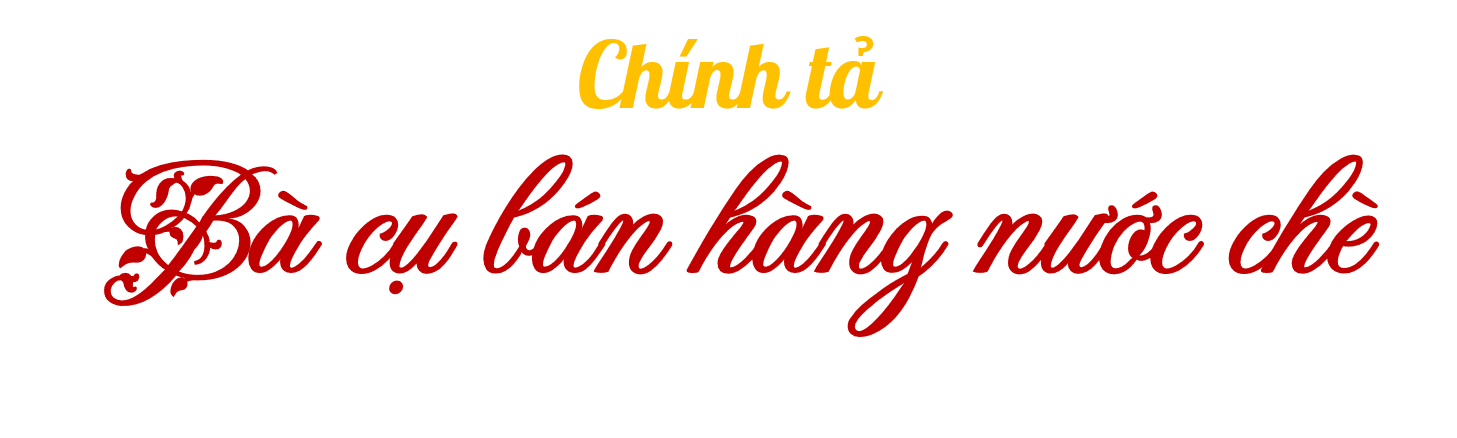 Chính tả
Bà cụ bán hàng nước chè